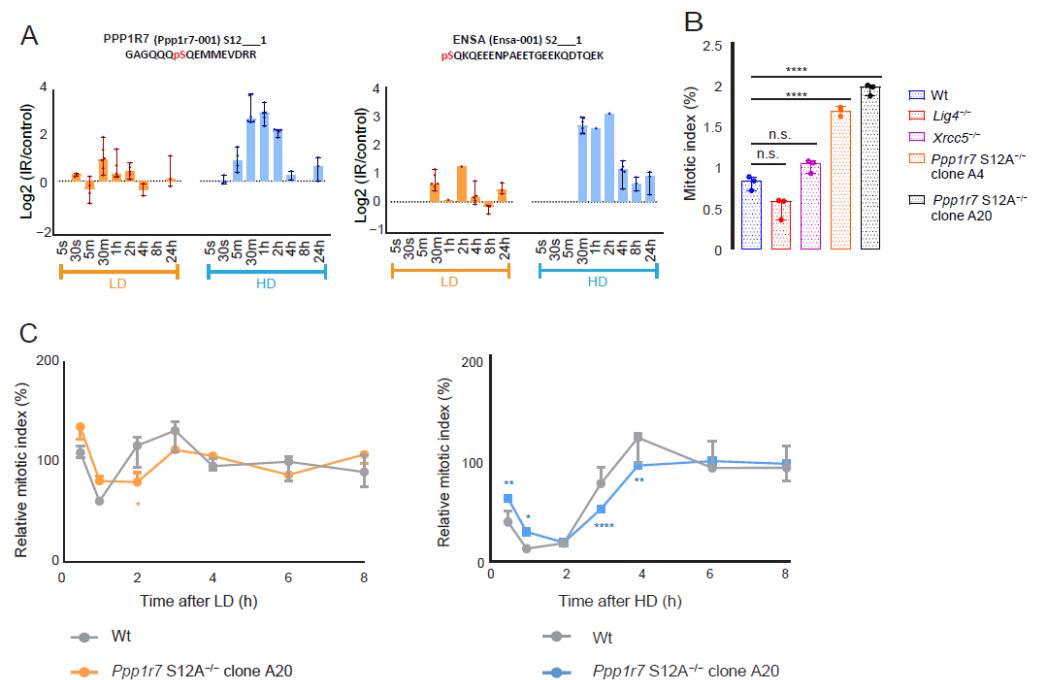 A
PPP1R7 (Ppp1r7-001) S12___1
GAGQQQpSQEMMEVDRR
Log2 (IR/control)
4
2
0
−2
5s
30s
5m
30m
1h
2h
4h
8h
24h
LD
5s
30s
5m
30m
1h
2h
4h
8h
24h
HD
ENSA (Ensa-001) S2___1
pSQKQEEENPAEETGEEKQDTQEK
Log2 (IR/control)
4
3
2
1
0
−1
5s
30s
5m
30m
1h
2h
4h
8h
24h
LD
5s
30s
5m
30m
1h
2h
4h
8h
24h
HD
B
Mitotic index (%)
2.5
2
1.5
1
0.5
0
****
****
n.s.
n.s.
Wt
Lig4−/−
Xrcc5−/−
Ppp1r7 S12A−/−
clone A4
Ppp1r7 S12A−/−
clone A20
C
Relative mitotic index (%)
200
100
0
*
0
2
4
6
8
Time after LD (h)
Wt
Ppp1r7 S12A−/− clone A20
Relative mitotic index (%)
200
100
0
**
*
****
**
0
2
4
6
8
Time after HD (h)
Wt
Ppp1r7 S12A−/− clone A20